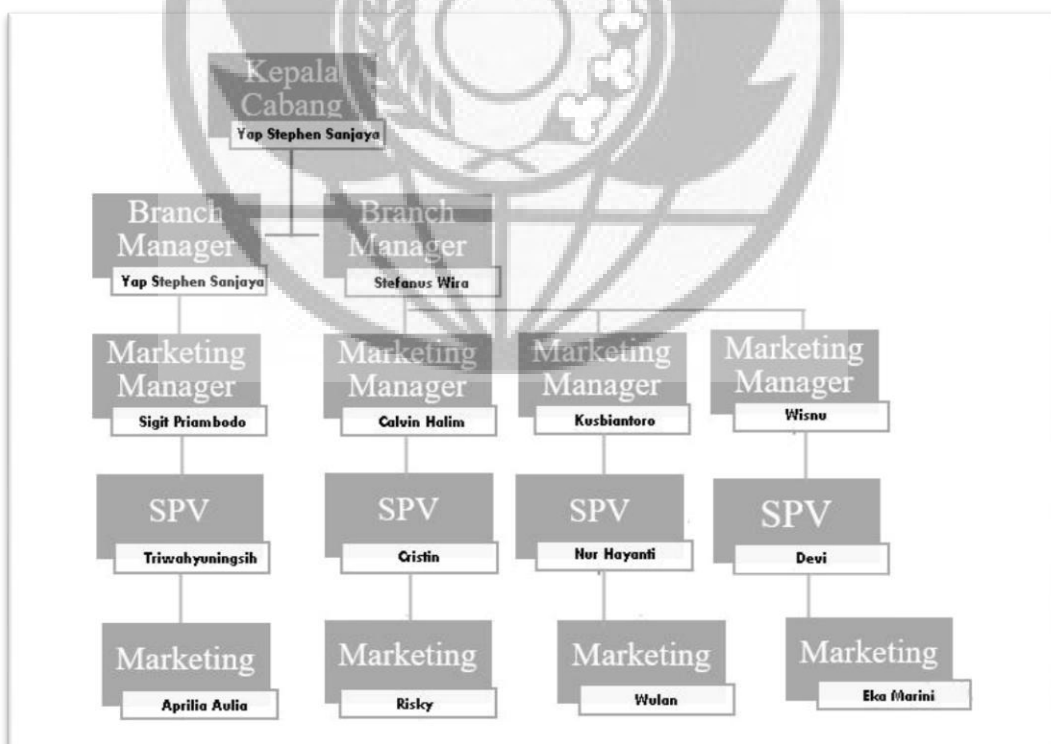 Kepala
Cabang
Yap Stephen Sanjaya
Branch
Manager
Yap Stephen Sanjaya
Branch
Manager
Stefanus Wira
Marketing
Manager
Sigit Priambodo
Marketing
Manager
Calvin Halim
Marketing
Manager
Kusbiantoro
Marketing
Manager
Wisnu
SPV
Triwahyuningsih
SPV
Cristin
SPV
Nur Hayanti
SPV
Devi
Marketing
Aprilia Aulia
Marketing
Risky
Marketing
Wulan
Marketing
Eka Marini